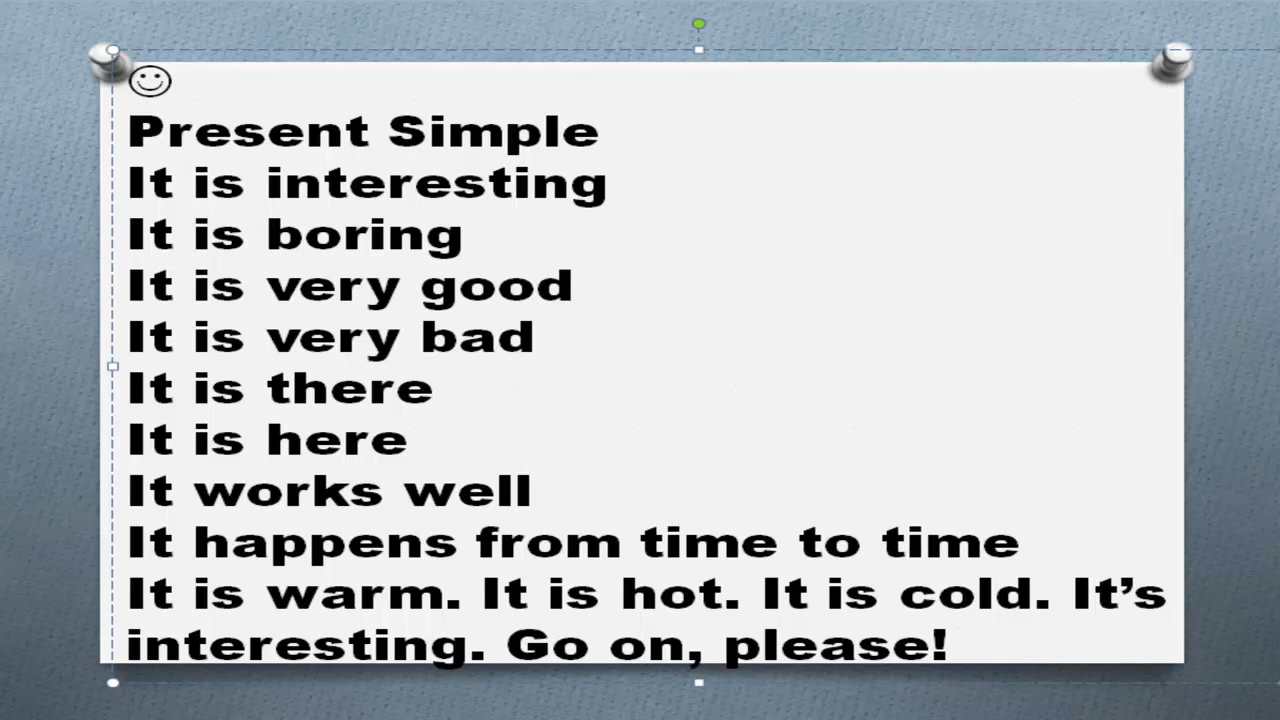 Present Simple
It is interesting
It is boring
It is very good
It is very bad
It is there
It is here
It works well
It happens from time to time
It is warm. It is hot. It is cold. It’s
interesting. Go on, please!